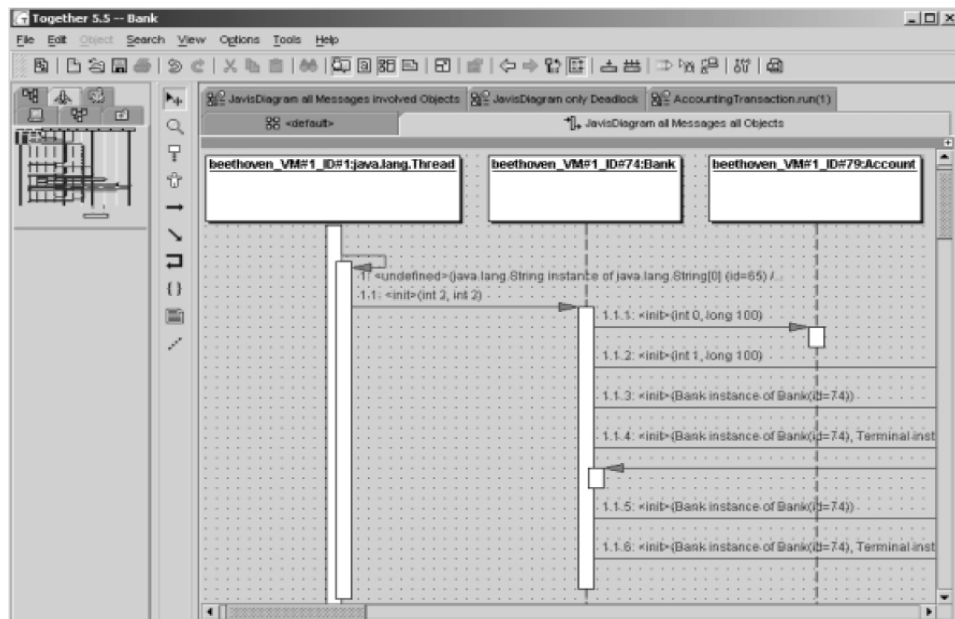 Together 5.5 -- Bank
File Edit Object Search View Options Tools Help
JavisDiagram all Messages involved Objects JavisDiagram only Deadlock AccountingTransaction.run(1)
<default> JavisDiagram all Messages all Objects
beethoven_VM#1_ID#1:java.lang.Thread beethoven_VM#1_ID#74:Bank beethoven_VM#1_ID#79:Account
1: <undefined>(java.lang.String instance of java.lang.String[0] (id=65) /...
1.1: <init>(int 2, int 2)
1.1.1: <init>(int 0, long 100)
1.1.2: <init>(int 1, long 100)
1.1.3: <init>(Bank instance of Bank(id=74))
1.1.4: <init>(Bank instance of Bank(id=74), Terminal inst
1.1.5: <init>(Bank instance of Bank(id=74))
1.1.6: <init>(Bank instance of Bank(id=74), Terminal inst